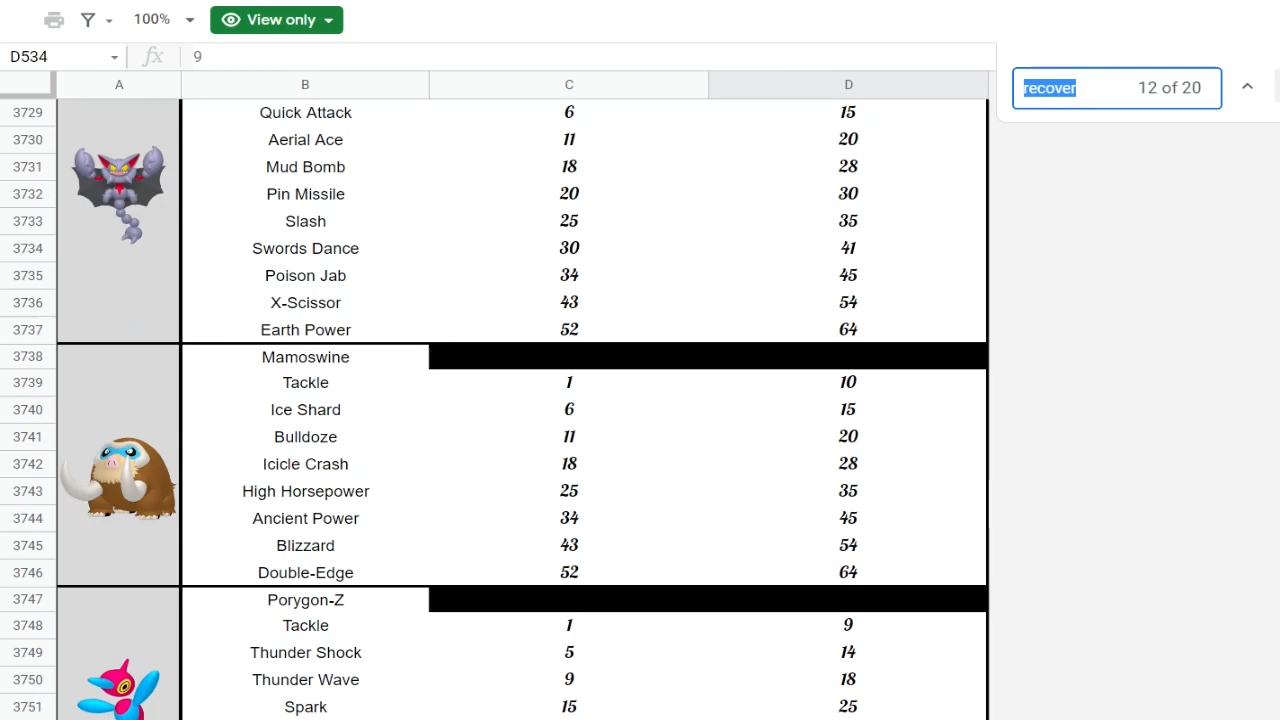 100% View only
D534 fx 9
recover 12 of 20
A B C D
3729 Quick Attack 6 15
3730 Aerial Ace 11 20
3731 Mud Bomb 18 28
3732 Pin Missile 20 30
3733 Slash 25 35
3734 Swords Dance 30 41
3735 Poison Jab 34 45
3736 X-Scissor 43 54
3737 Earth Power 52 64
3738 Mamoswine
3739 Tackle 1 10
3740 Ice Shard 6 15
3741 Bulldoze 11 20
3742 Icicle Crash 18 28
3743 High Horsepower 25 35
3744 Ancient Power 34 45
3745 Blizzard 43 54
3746 Double-Edge 52 64
3747 Porygon-Z
3748 Tackle 1 9
3749 Thunder Shock 5 14
3750 Thunder Wave 9 18
3751 Spark 15 25